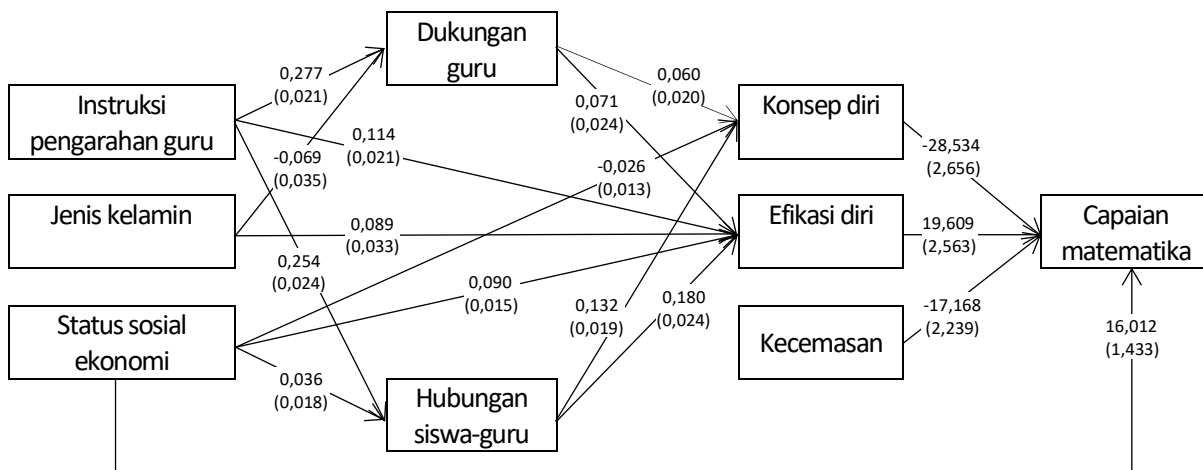 Dukungan
guru
0,277
(0,021)
0,060
(0,020)
Instruksi
pengarahan guru
0,071
(0,024)
Konsep diri
0,114
(0,021)
-28,534
(2,656)
-0,069
(0,035)
-0,026
(0,013)
Jenis kelamin
0,089
(0,033)
Efikasi diri
19,609
(2,563)
Capaian
matematika
0,254
(0,024)
0,090
(0,015)
0,132
(0,019)
0,180
(0,024)
-17,168
(2,239)
Status sosial
ekonomi
Kecemasan
16,012
(1,433)
0,036
(0,018)
Hubungan
siswa-guru